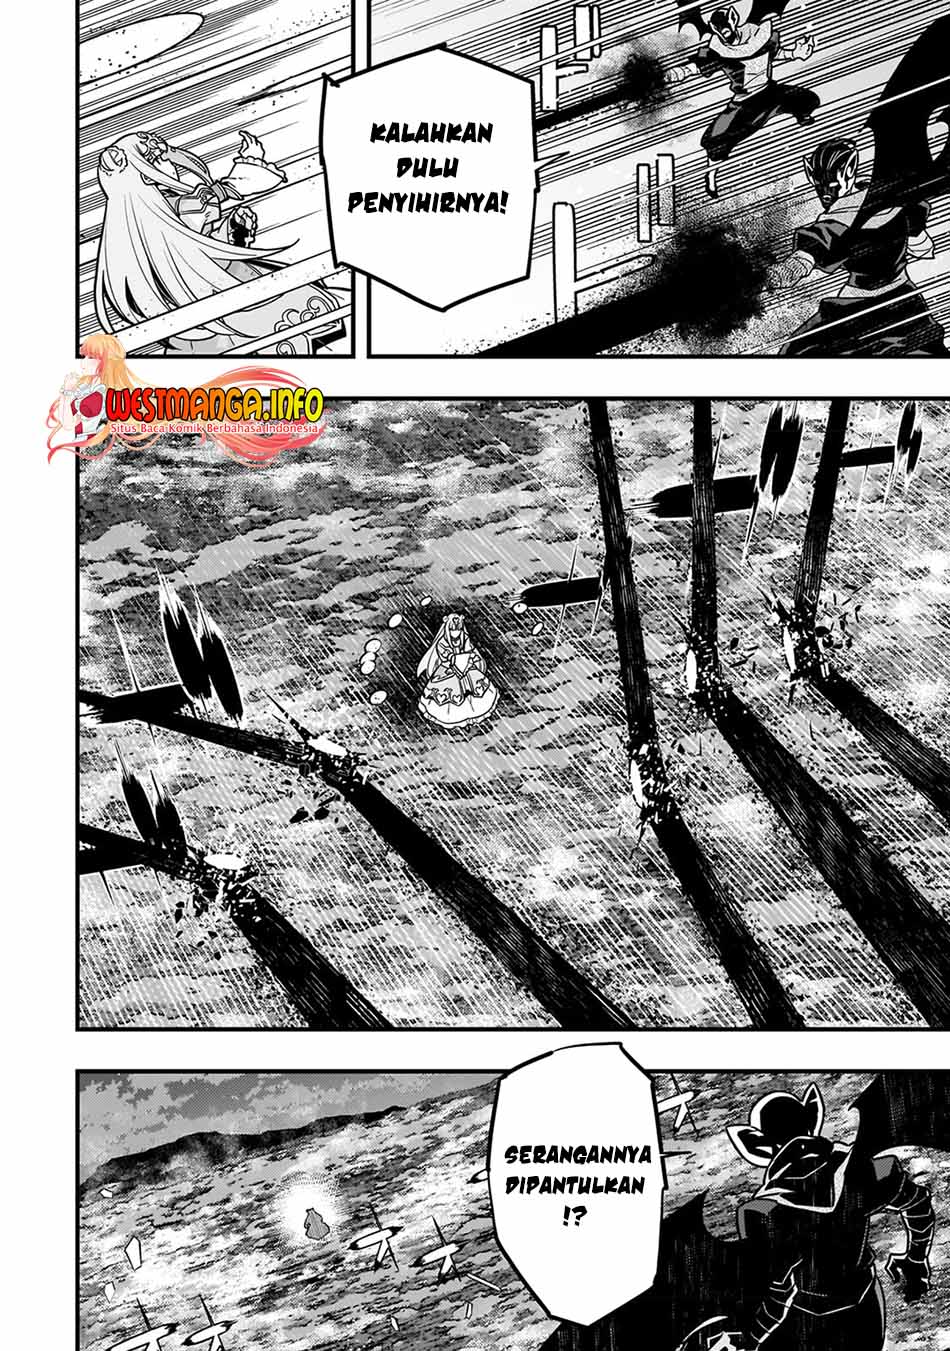 KALAHKAN
DULU
PENYIHIRNYA!
WESTMANGA.INFO
Situs Baca Komik Berbahasa Indonesia
SERANGANNYA
DIPANTULKAN
!?